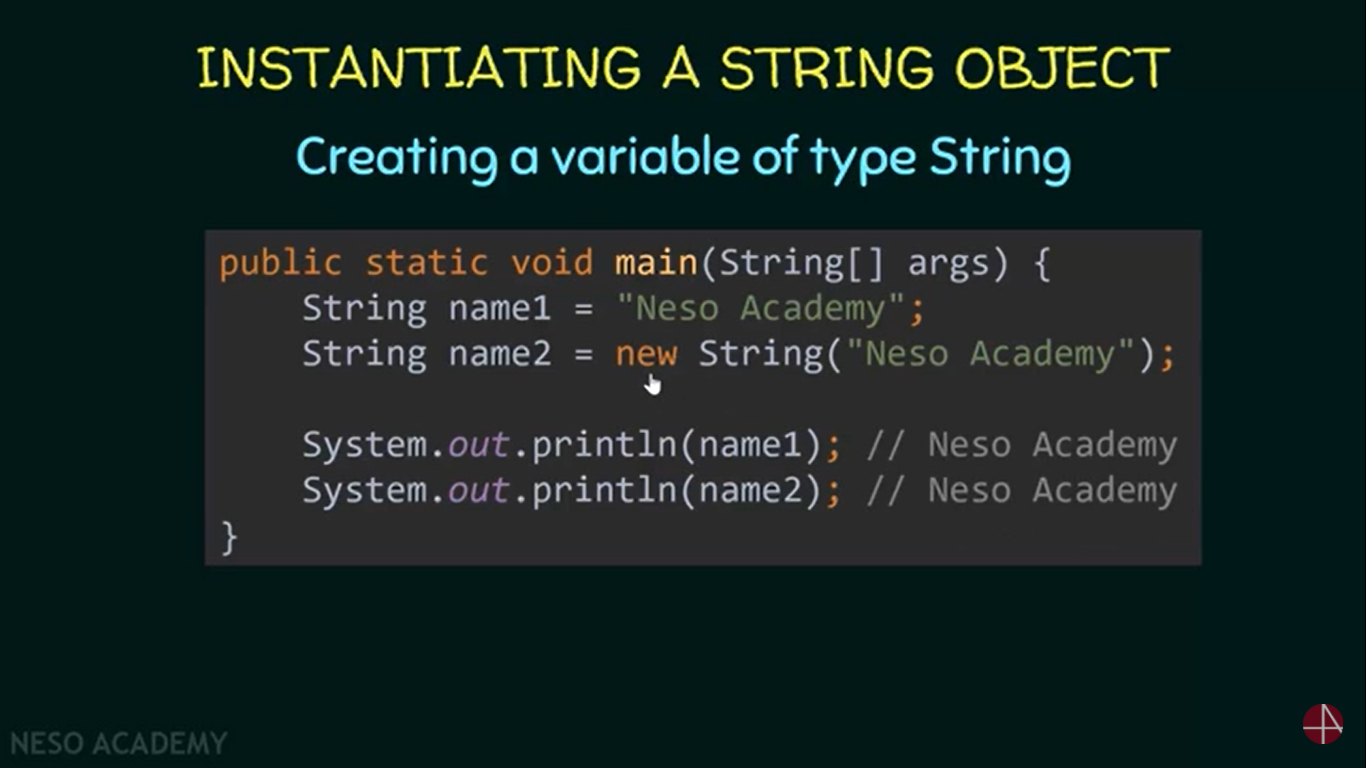 INSTANTIATING A STRING OBJECT
Creating a variable of type String
public static void main(String[] args) {
    String name1 = "Neso Academy";
    String name2 = new String("Neso Academy");
    System.out.println(name1); // Neso Academy
    System.out.println(name2); // Neso Academy
}
NESO ACADEMY